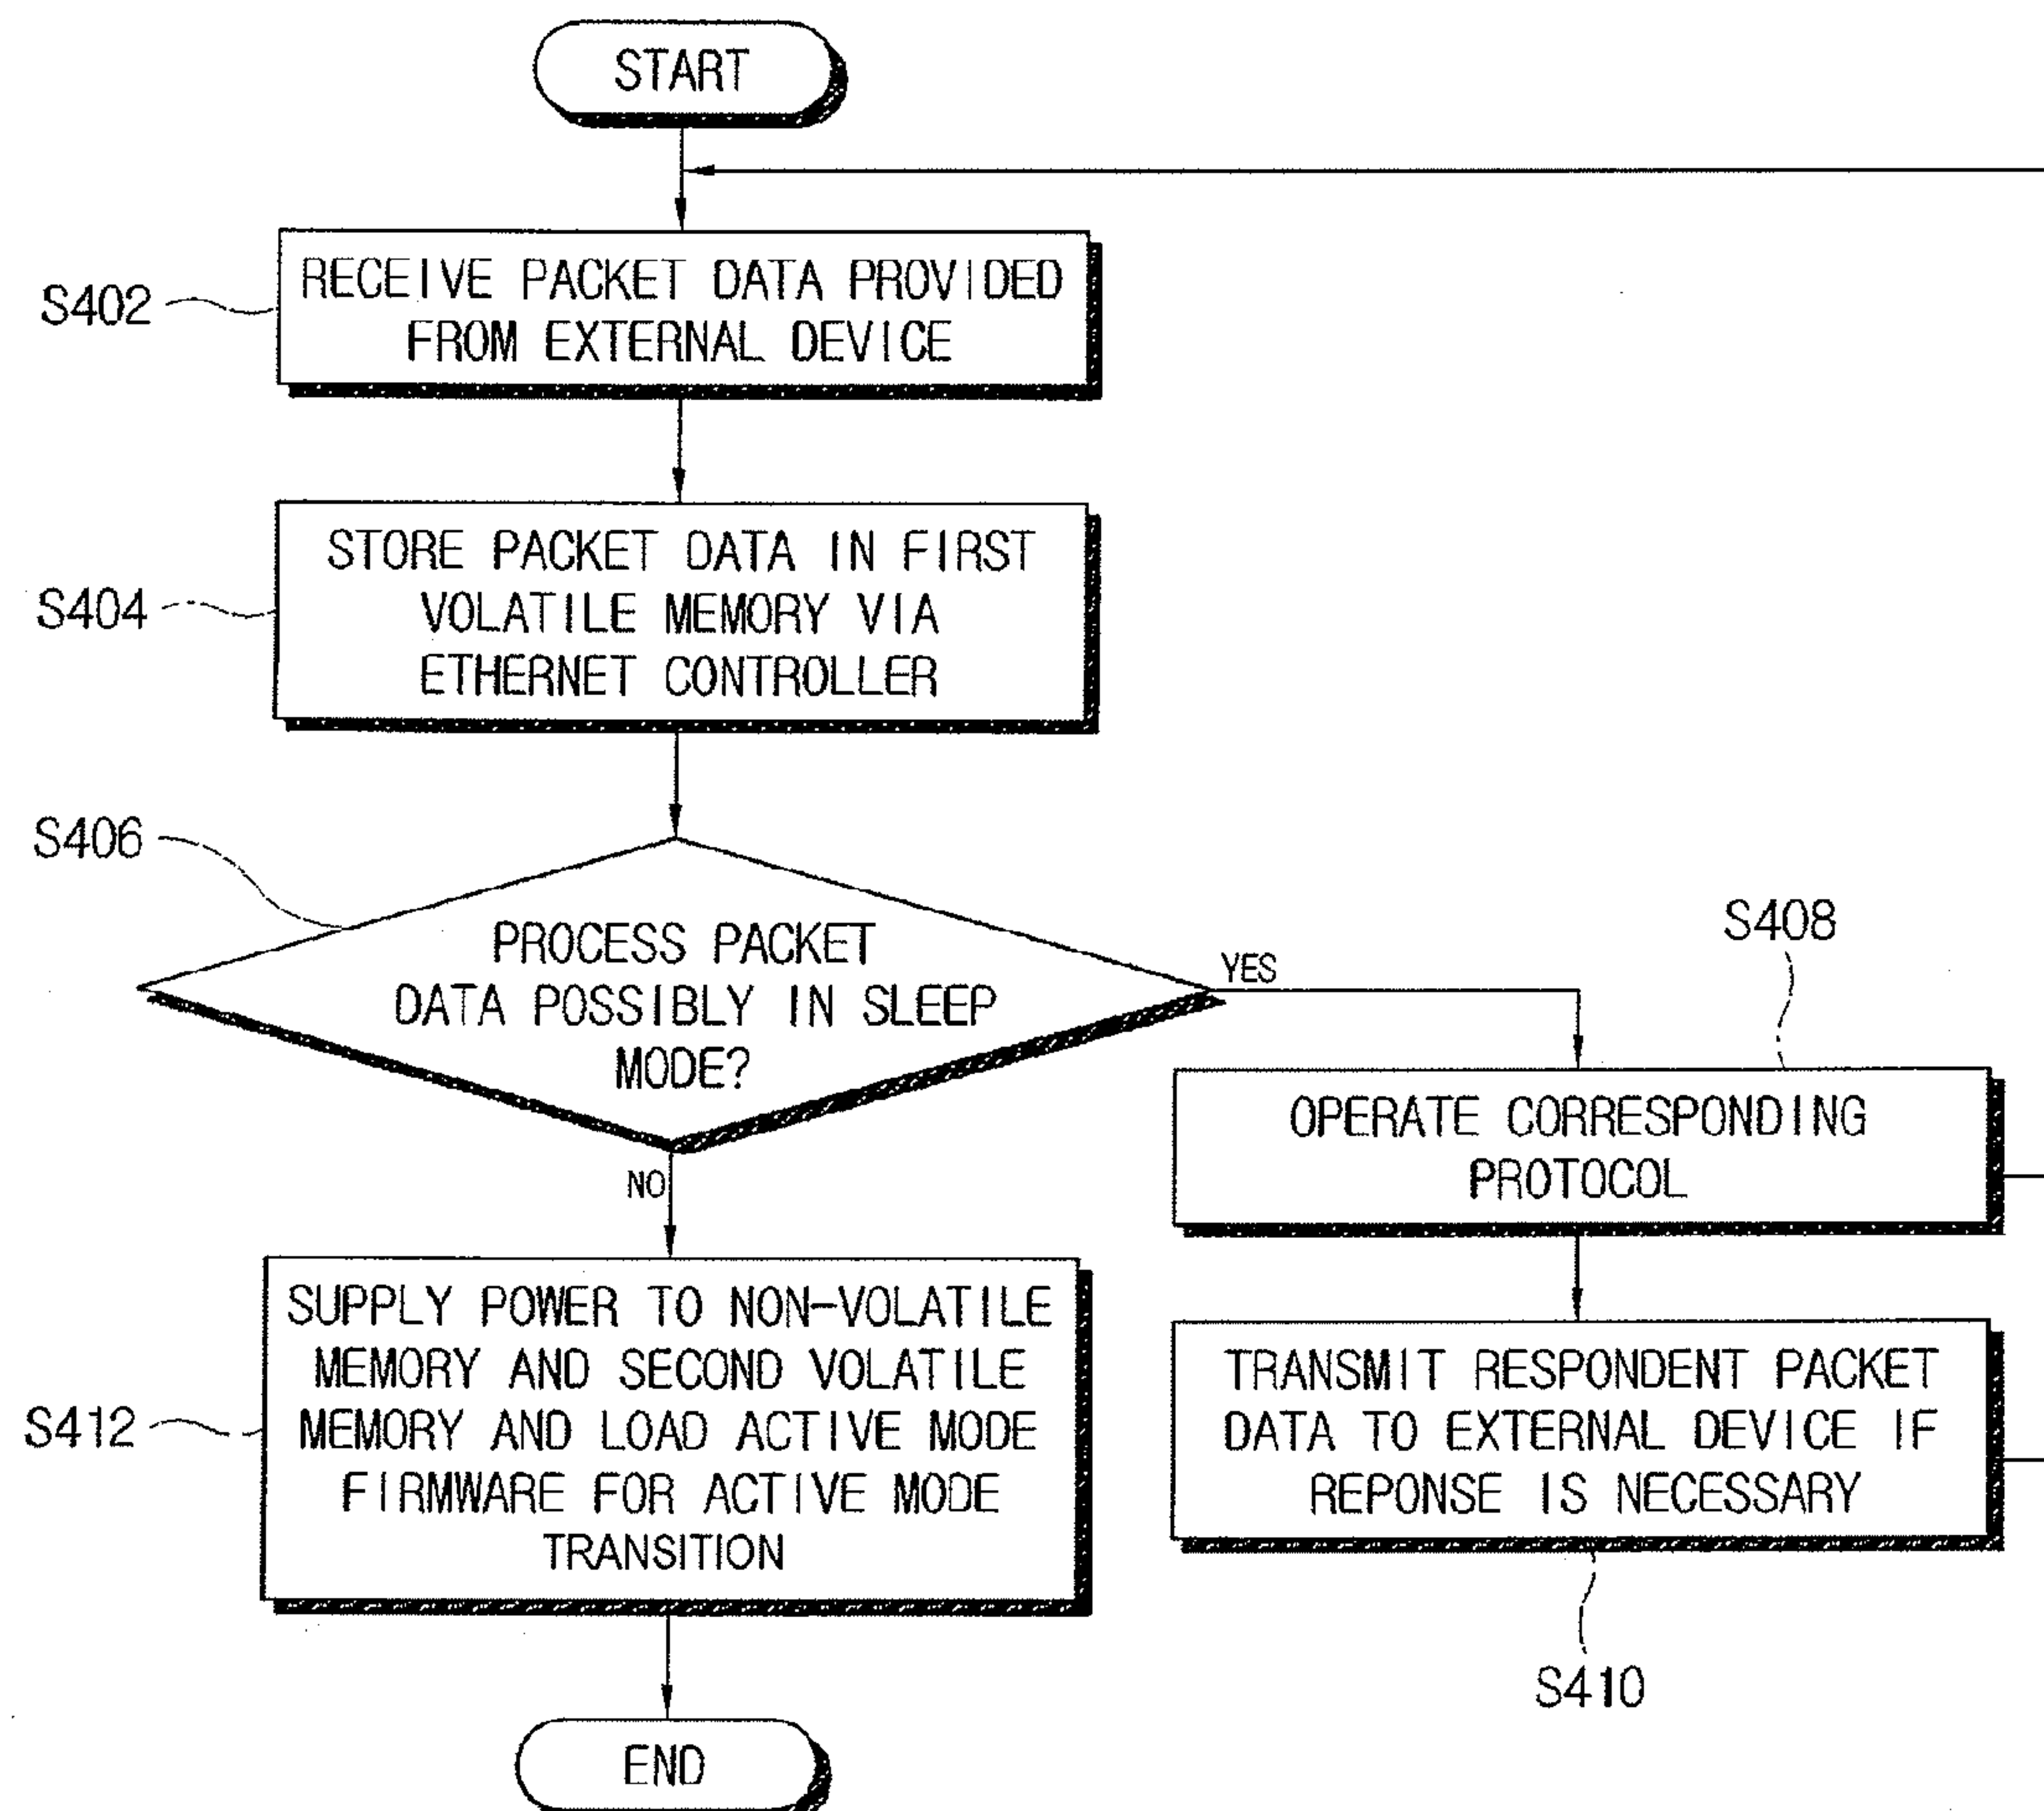 START
S402
RECEIVE PACKET DATA PROVIDED
FROM EXTERNAL DEVICE
S404
STORE PACKET DATA IN FIRST
VOLATILE MEMORY VIA
ETHERNET CONTROLLER
S406
PROCESS PACKET
DATA POSSIBLY IN SLEEP
MODE?
YES
NO
S408
OPERATE CORRESPONDING
PROTOCOL
TRANSMIT RESPONDENT PACKET
DATA TO EXTERNAL DEVICE IF
REPONSE IS NECESSARY
S410
S412
SUPPLY POWER TO NON-VOLATILE
MEMORY AND SECOND VOLATILE
MEMORY AND LOAD ACTIVE MODE
FIRMWARE FOR ACTIVE MODE
TRANSITION
END